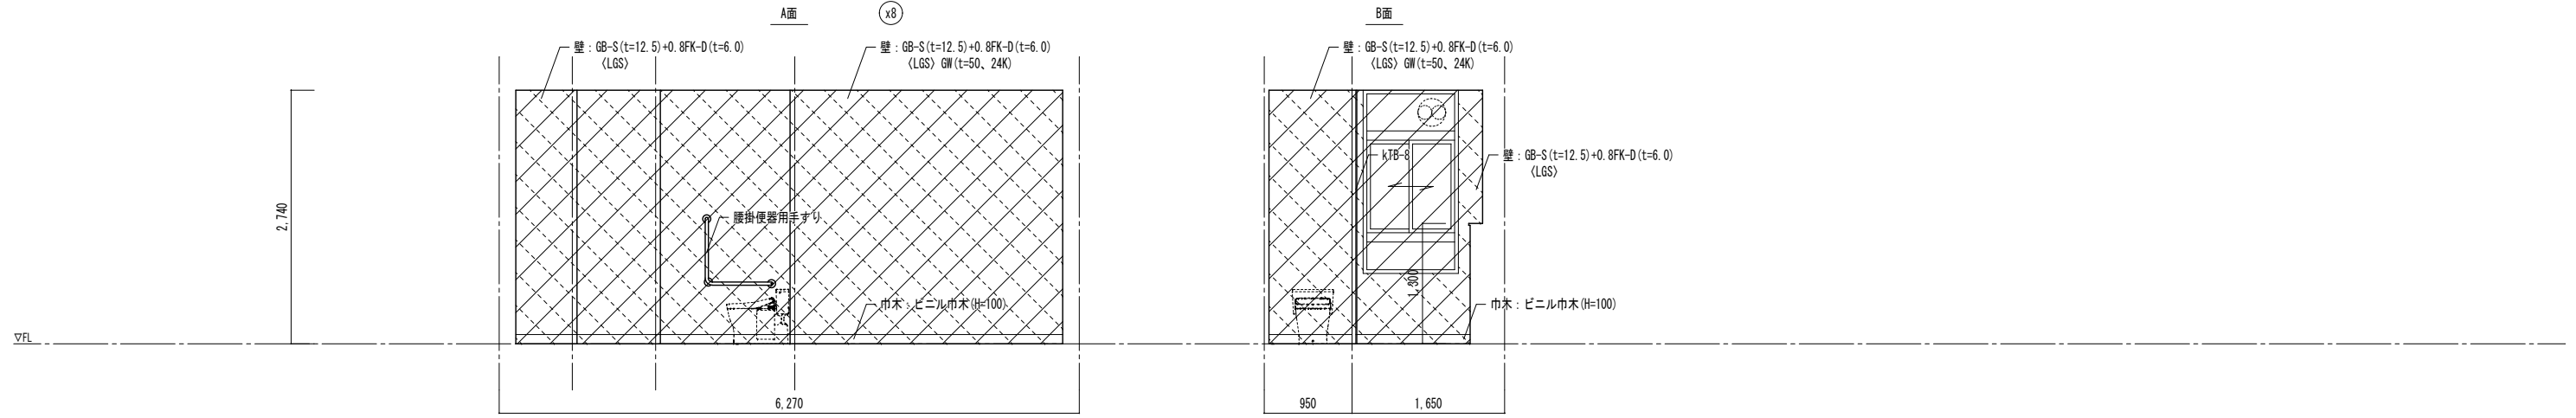 A面
x8
B面
壁：GB-S(t=12.5)+0.8FK-D(t=6.0)
〈LGS〉
壁：GB-S(t=12.5)+0.8FK-D(t=6.0)
〈LGS〉GW(t=50、24K)
壁：GB-S(t=12.5)+0.8FK-D(t=6.0)
〈LGS〉GW(t=50、24K)
kTB-8
壁：GB-S(t=12.5)+0.8FK-D(t=6.0)
〈LGS〉
2,740
腰掛便器用手すり
1,300
巾木：ビニル巾木(H=100)
巾木：ビニル巾木(H=100)
▽FL
6,270
950
1,650